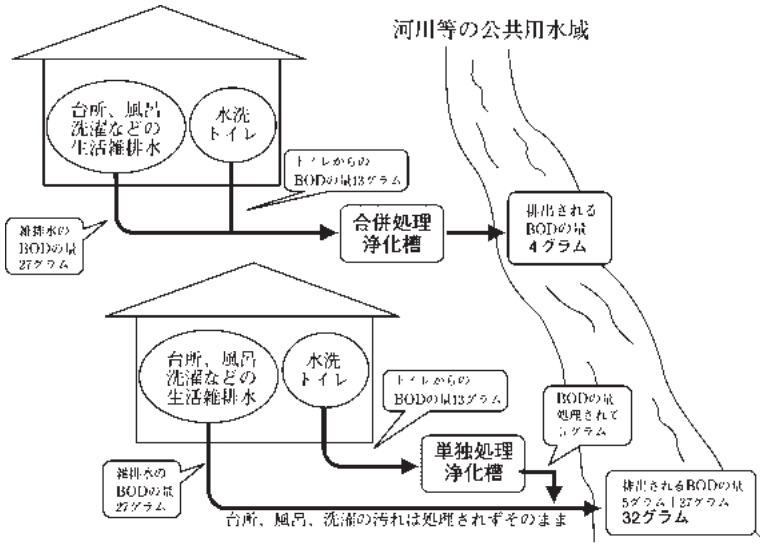 河川等の公共用水域
台所、風呂
洗濯などの
生活雑排水
水洗
トイレ
トイレからの
BODの量13グラム
雑排水の
BODの量
27グラム
合併処理
浄化槽
排出される
BODの量
4グラム
台所、風呂
洗濯などの
生活雑排水
水洗
トイレ
トイレからの
BODの量13グラム
BODの量
処理されて
5グラム
雑排水の
BODの量
27グラム
単独処理
浄化槽
排出されるBODの量
32グラム
台所、風呂、洗濯の汚れは処理されずそのまま